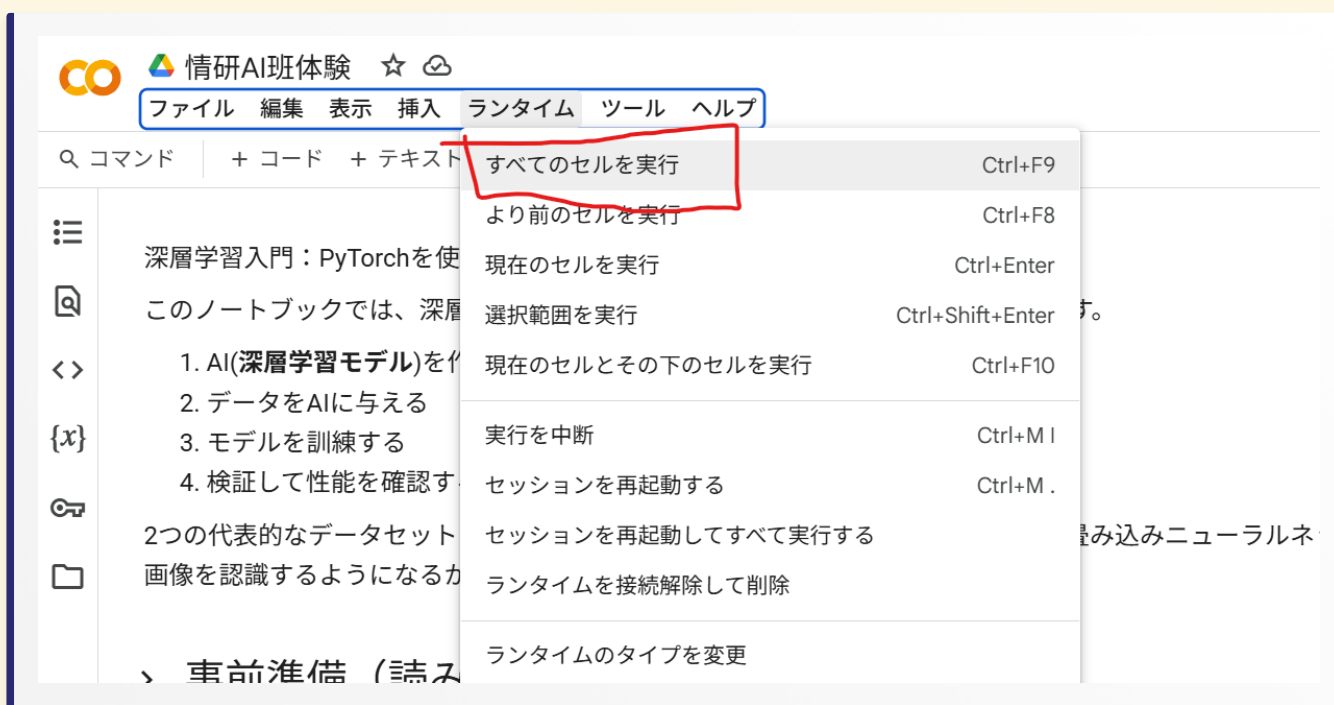 情研AI班体験
ファイル 編集 表示 挿入 ランタイム ツール ヘルプ
コマンド + コード + テキスト
すべてのセルを実行 Ctrl+F9
より前のセルを実行 Ctrl+F8
現在のセルを実行 Ctrl+Enter
選択範囲を実行 Ctrl+Shift+Enter
現在のセルとその下のセルを実行 Ctrl+F10
実行を中断 Ctrl+M I
セッションを再起動する Ctrl+M .
セッションを再起動してすべて実行する
ランタイムを接続解除して削除
ランタイムのタイプを変更
深層学習入門：PyTorchを使
このノートブックでは、深層 す。
1. AI(深層学習モデル)を作
2. データをAIに与える
3. モデルを訓練する
4. 検証して性能を確認す
2つの代表的なデータセット 畳み込みニューラルネ
画像を認識するようになるか
事前準備（読み